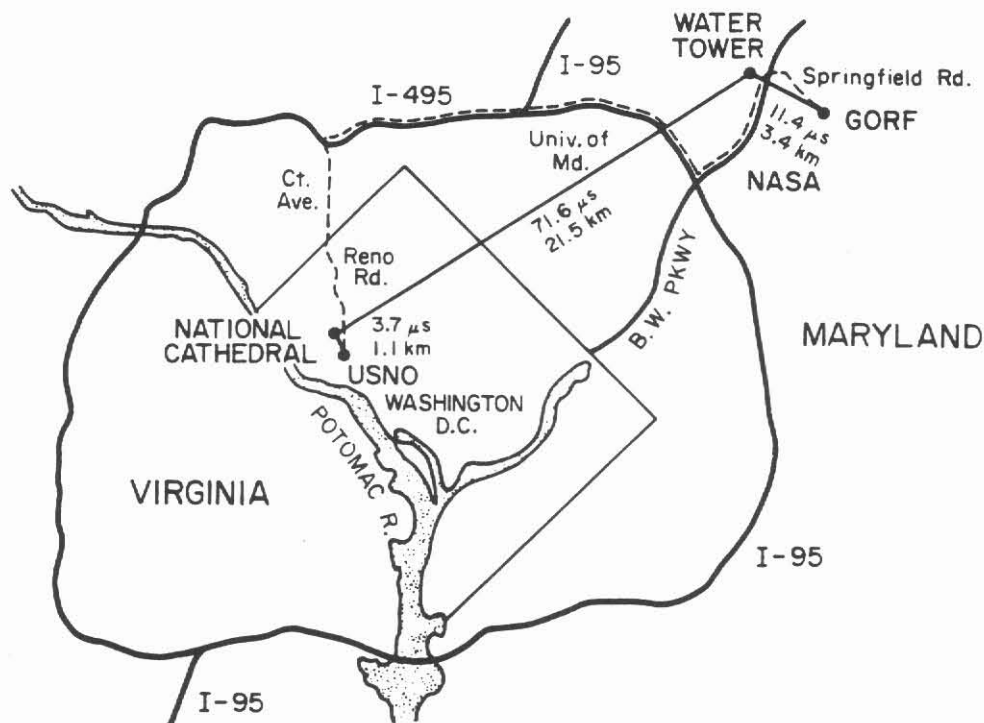 WATER
TOWER
I-95
Springfield Rd.
I-495
11.4 μs
3.4 km
GORF
Univ. of
Md.
NASA
Ct.
Ave.
71.6 μs
21.5 km
Reno
Rd.
B.W. PKWY
NATIONAL
CATHEDRAL
3.7 μs
1.1 km
MARYLAND
USNO
WASHINGTON
D.C.
POTOMAC R.
VIRGINIA
I-95
I-95